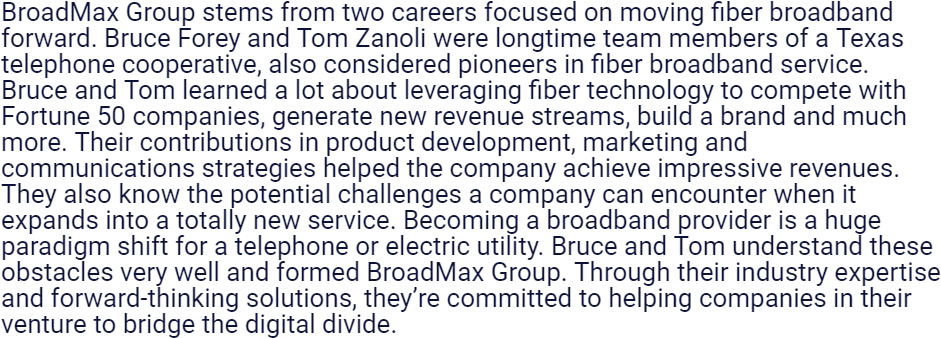 BroadMax Group stems from two careers focused on moving fiber broadband
forward. Bruce Forey and Tom Zanoli were longtime team members of a Texas
telephone cooperative, also considered pioneers in fiber broadband service.
Bruce and Tom learned a lot about leveraging fiber technology to compete with
Fortune 50 companies, generate new revenue streams, build a brand and much
more. Their contributions in product development, marketing and
communications strategies helped the company achieve impressive revenues.
They also know the potential challenges a company can encounter when it
expands into a totally new service. Becoming a broadband provider is a huge
paradigm shift for a telephone or electric utility. Bruce and Tom understand these
obstacles very well and formed BroadMax Group. Through their industry expertise
and forward-thinking solutions, they’re committed to helping companies in their
venture to bridge the digital divide.